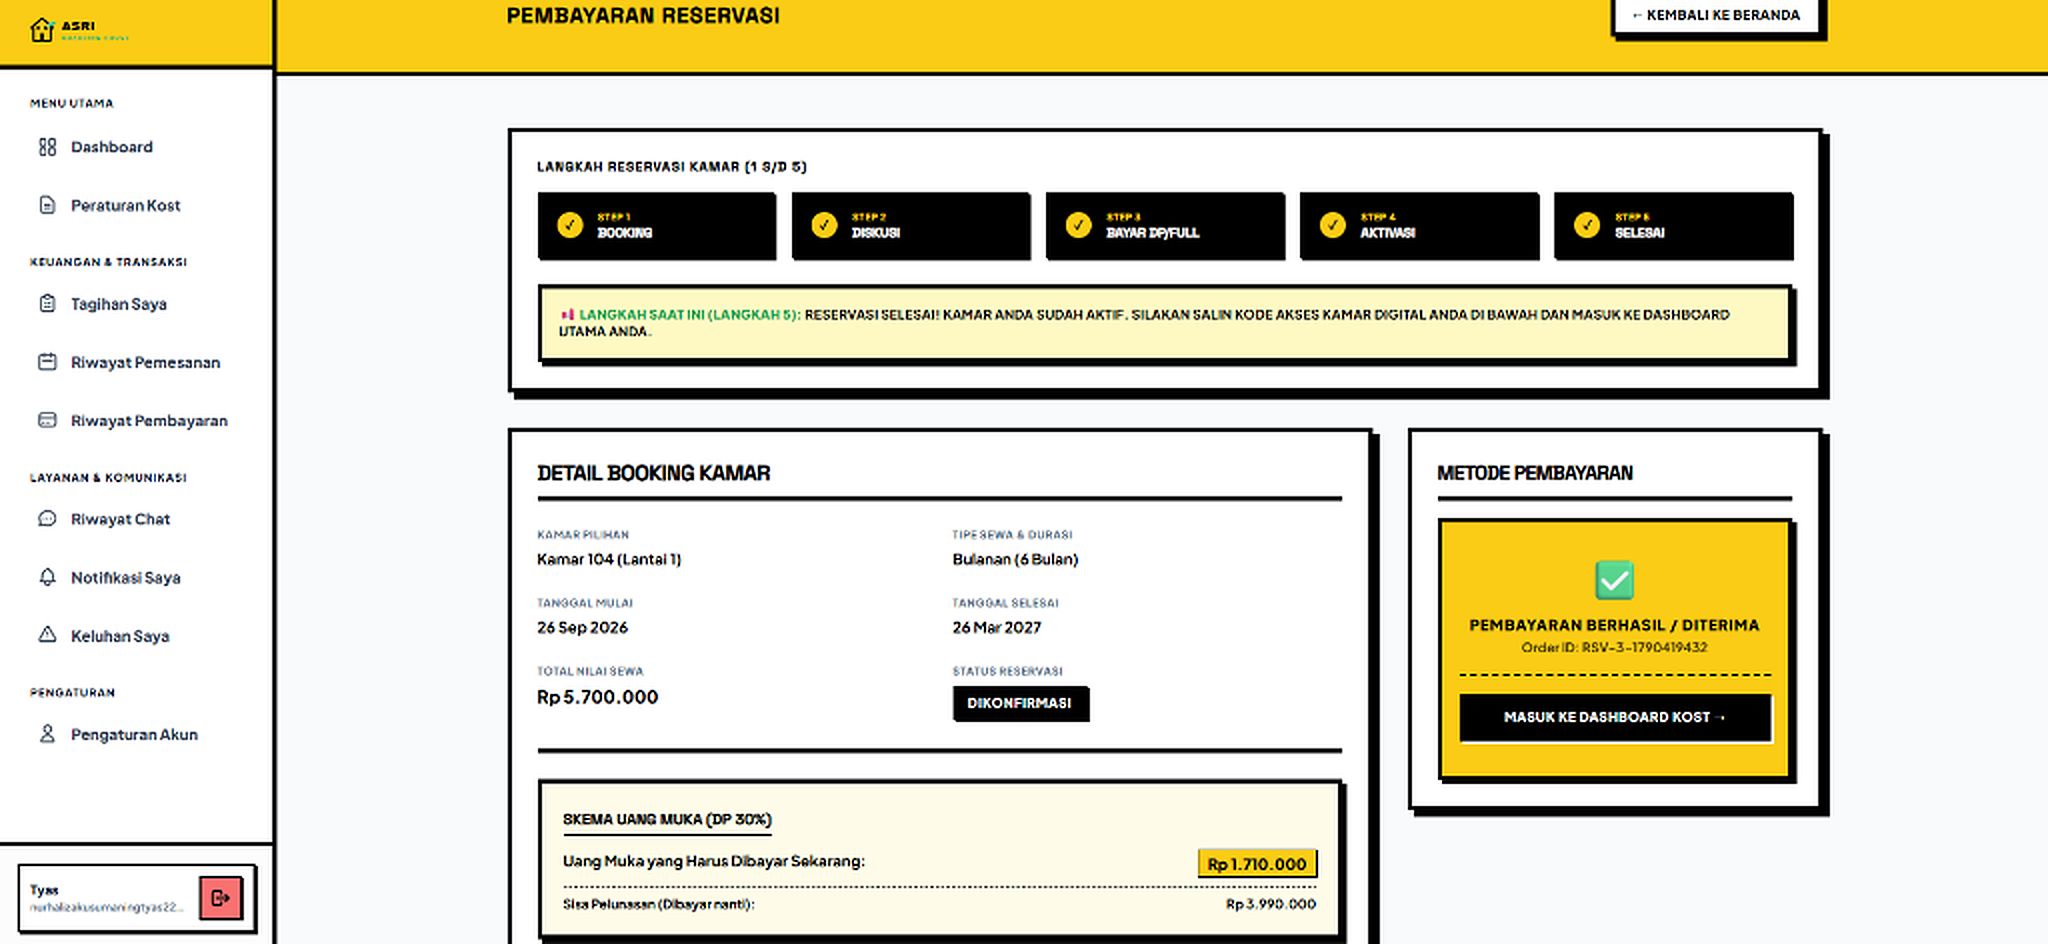 ASRI
MENU UTAMA
Dashboard
Peraturan Kost
KEUANGAN & TRANSAKSI
Tagihan Saya
Riwayat Pemesanan
Riwayat Pembayaran
LAYANAN & KOMUNIKASI
Riwayat Chat
Notifikasi Saya
Keluhan Saya
PENGATURAN
Pengaturan Akun
Tyas
nurhalizakusumaningtyas22...
PEMBAYARAN RESERVASI
← KEMBALI KE BERANDA
LANGKAH RESERVASI KAMAR (1 S/D 5)
STEP 1
BOOKING
STEP 2
DISKUSI
STEP 3
BAYAR DP/FULL
STEP 4
AKTIVASI
STEP 5
SELESAI
LANGKAH SAAT INI (LANGKAH 5): RESERVASI SELESAI! KAMAR ANDA SUDAH AKTIF. SILAKAN SALIN KODE AKSES KAMAR DIGITAL ANDA DI BAWAH DAN MASUK KE DASHBOARD
UTAMA ANDA.
DETAIL BOOKING KAMAR
KAMAR PILIHAN
Kamar 104 (Lantai 1)
TIPE SEWA & DURASI
Bulanan (6 Bulan)
TANGGAL MULAI
26 Sep 2026
TANGGAL SELESAI
26 Mar 2027
TOTAL NILAI SEWA
Rp 5.700.000
STATUS RESERVASI
DIKONFIRMASI
SKEMA UANG MUKA (DP 30%)
Uang Muka yang Harus Dibayar Sekarang:
Rp 1.710.000
Sisa Pelunasan (Dibayar nanti):
Rp 3.990.000
METODE PEMBAYARAN
PEMBAYARAN BERHASIL / DITERIMA
Order ID: RSV-3-1790419432
MASUK KE DASHBOARD KOST →